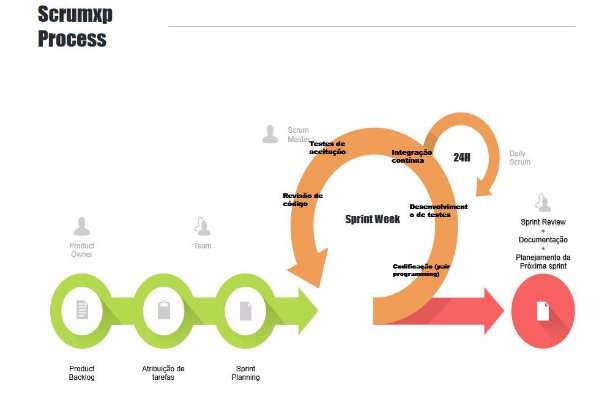 Scrumxp
Process
Scrum
Master
Testes de
aceitação
Integração
contínua
24H
Daily
Scrum
Revisão de
código
Desenvolviment
o de testes
Sprint Week
Sprint Review
+
Documentação
+
Planejamento da
Próxima sprint
Product
Owner
Team
Codificação (pair
programming)
Product
Backlog
Atribuição de
tarefas
Sprint
Planning